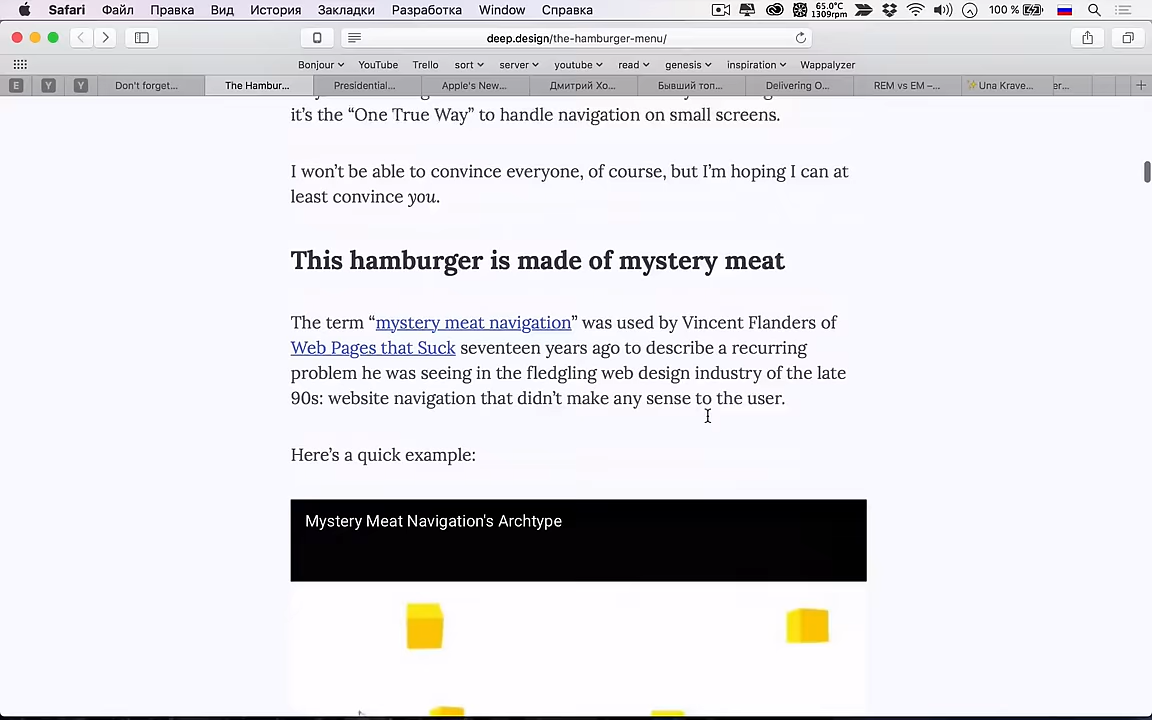 Safari Файл Правка Вид История Закладки Разработка Window Справка 65.0°C 1309rpm 100 %
deep.design/the-hamburger-menu/
Bonjour YouTube Trello sort server youtube read genesis inspiration Wappalyzer
E Y Y Don't forget... The Hambur... Presidential... Apple's New... Дмитрий Хо... Бывший топ... Delivering O... REM vs EM –... ✨Una Krave... er...
it's the “One True Way” to handle navigation on small screens.
I won't be able to convince everyone, of course, but I'm hoping I can at
least convince you.
This hamburger is made of mystery meat
The term “mystery meat navigation” was used by Vincent Flanders of
Web Pages that Suck seventeen years ago to describe a recurring
problem he was seeing in the fledgling web design industry of the late
90s: website navigation that didn't make any sense to the user.
Here's a quick example:
Mystery Meat Navigation's Archtype